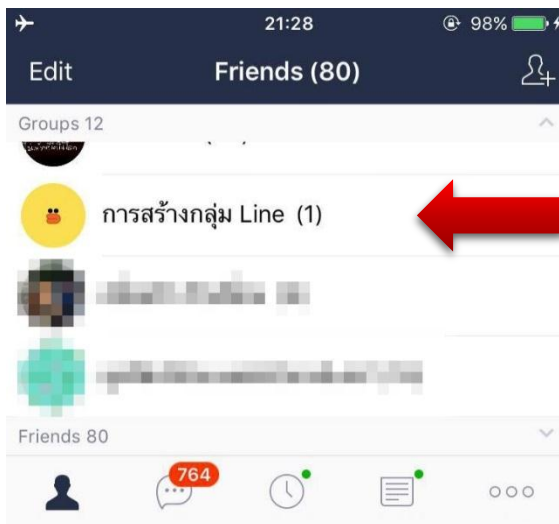 21:28
98%
Edit
Friends (80)
Groups 12
การสร้างกลุ่ม Line (1)
Friends 80
764